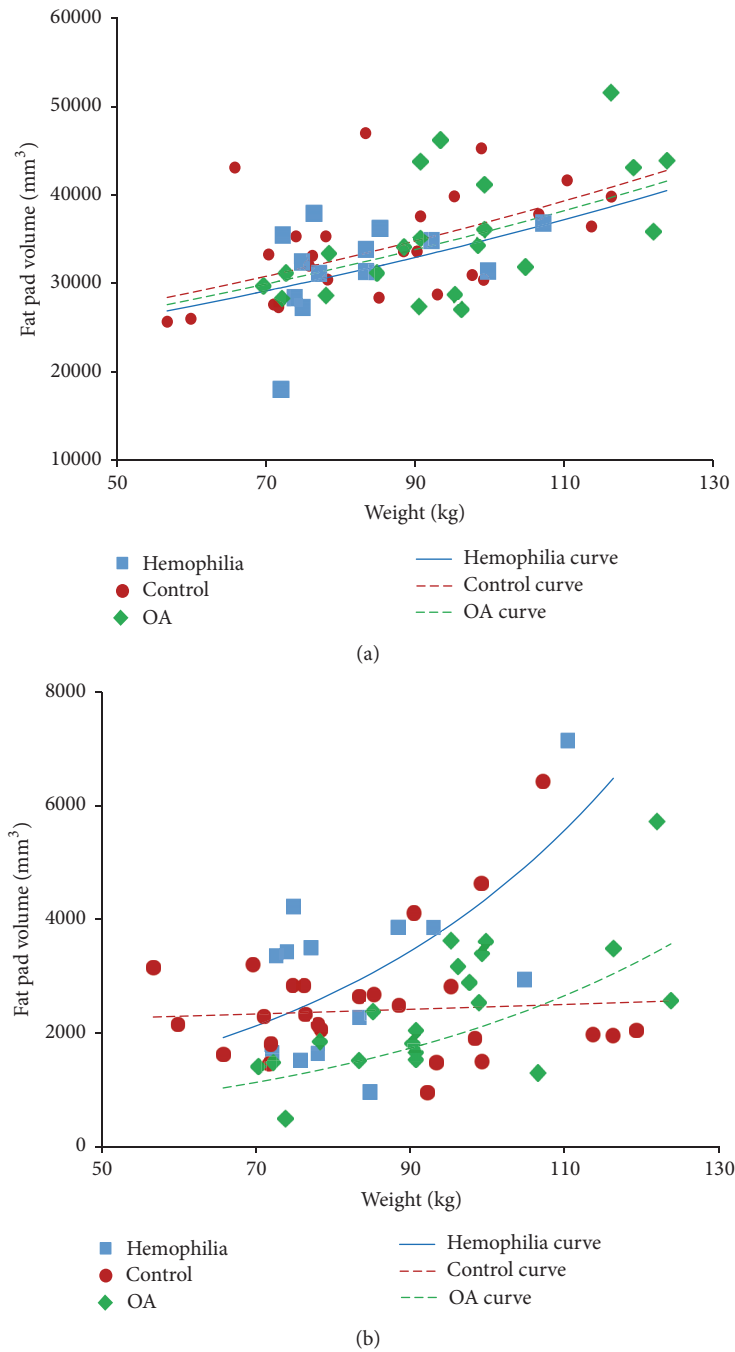 60000
50000
40000
30000
20000
10000
Fat pad volume (mm³)
50 70 90 110 130
Weight (kg)
Hemophilia
Control
OA
Hemophilia curve
Control curve
OA curve
(a)
8000
6000
4000
2000
0
Fat pad volume (mm³)
50 70 90 110 130
Weight (kg)
Hemophilia
Control
OA
Hemophilia curve
Control curve
OA curve
(b)